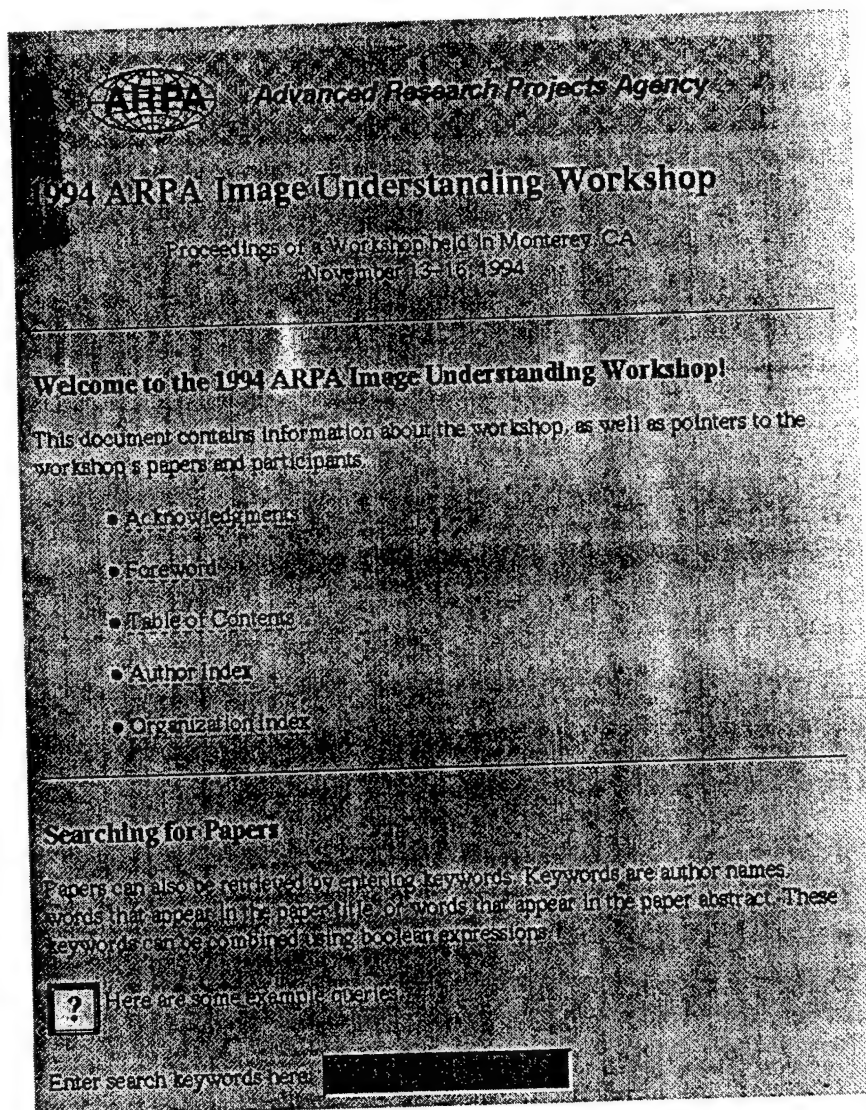 ARPA
Advanced Research Projects Agency
1994 ARPA Image Understanding Workshop
Proceedings of a Workshop held in Monterey, CA
November 13-16, 1994
Welcome to the 1994 ARPA Image Understanding Workshop!
This document contains information about the workshop, as well as pointers to the
workshop's papers and participants.
• Acknowledgments
• Foreword
• Table of Contents
• Author Index
• Organization Index
Searching for Papers
Papers can also be retrieved by entering keywords. Keywords are author names,
words that appear in the paper title, or words that appear in the paper abstract. These
keywords can be combined using boolean expressions.
? Here are some example queries
Enter search keywords here: